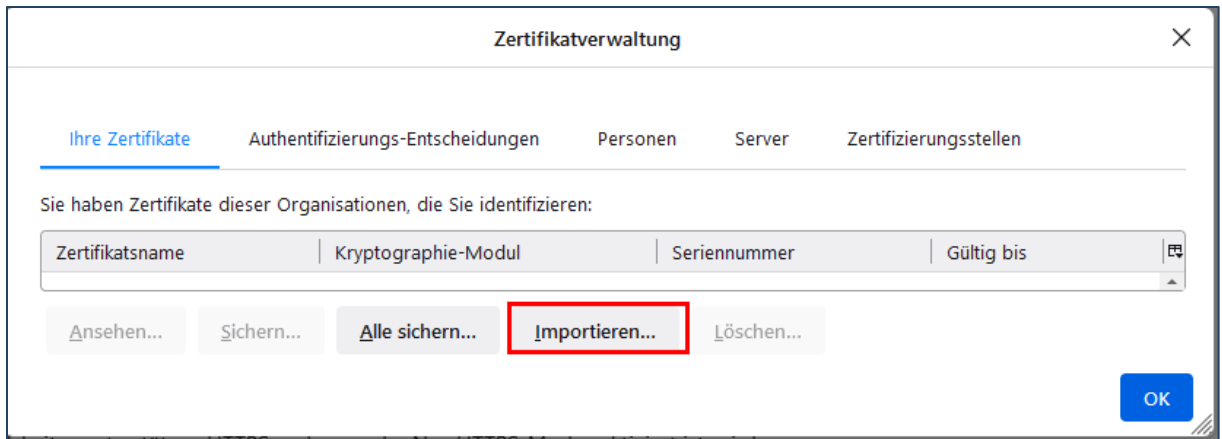 Zertifikatverwaltung
Ihre Zertifikate Authentifizierungs-Entscheidungen Personen Server Zertifizierungsstellen
Sie haben Zertifikate dieser Organisationen, die Sie identifizieren:
Zertifikatsname Kryptographie-Modul Seriennummer Gültig bis
Ansehen... Sichern... Alle sichern... Importieren... Löschen...
OK